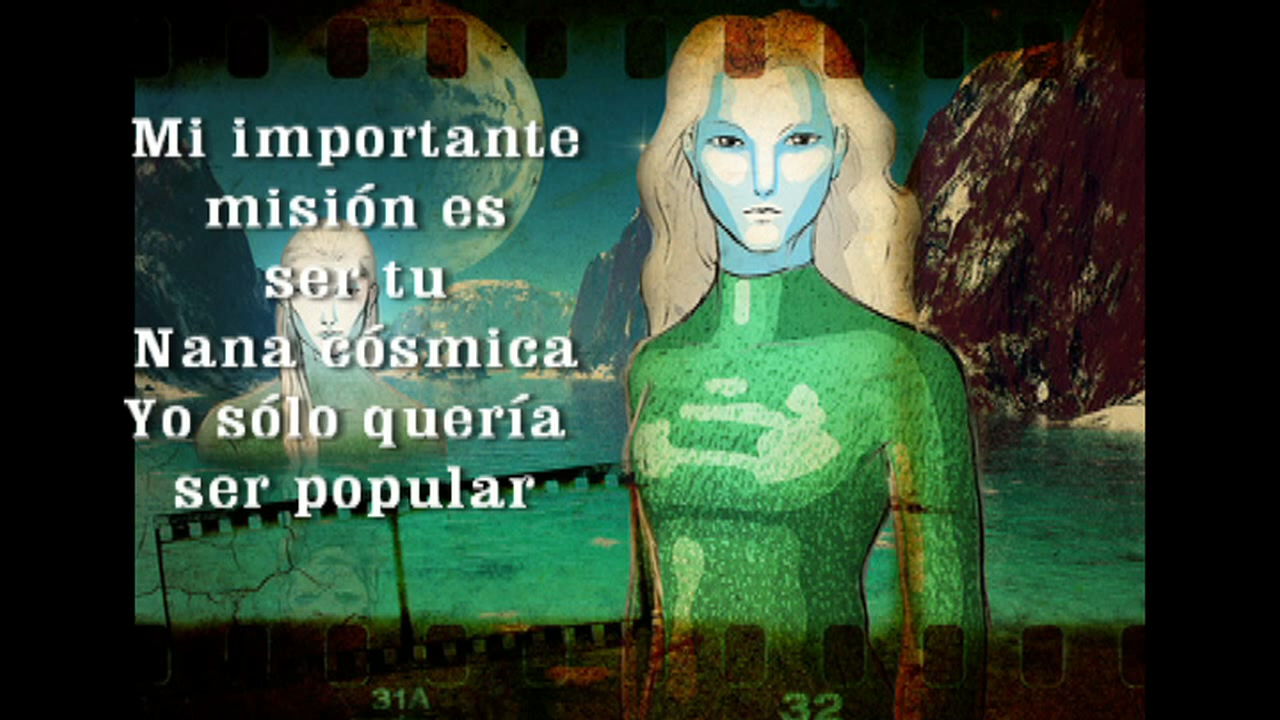 Mi importante
misión es
ser tu
Nana cósmica
Yo sólo quería
ser popular
31A
32